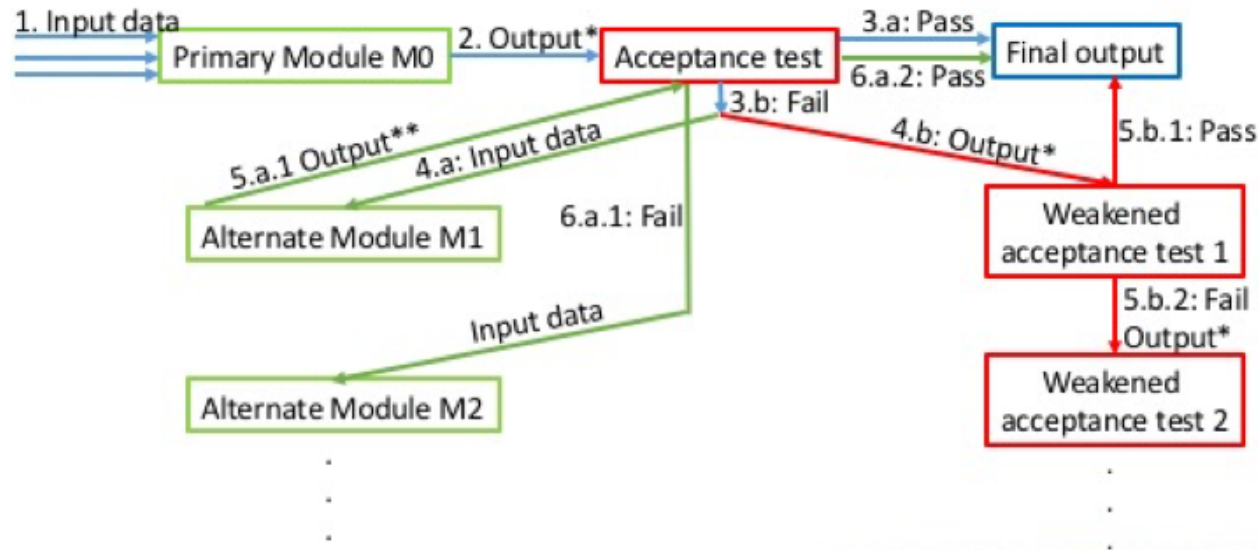 1. Input data
Primary Module M0
2. Output*
Acceptance test
3.a: Pass
6.a.2: Pass
Final output
3.b: Fail
5.a.1 Output**
4.a: Input data
4.b: Output*
5.b.1: Pass
Alternate Module M1
6.a.1: Fail
Weakened
acceptance test 1
5.b.2: Fail
Output*
Input data
Alternate Module M2
Weakened
acceptance test 2
.
.
.
.
.
.